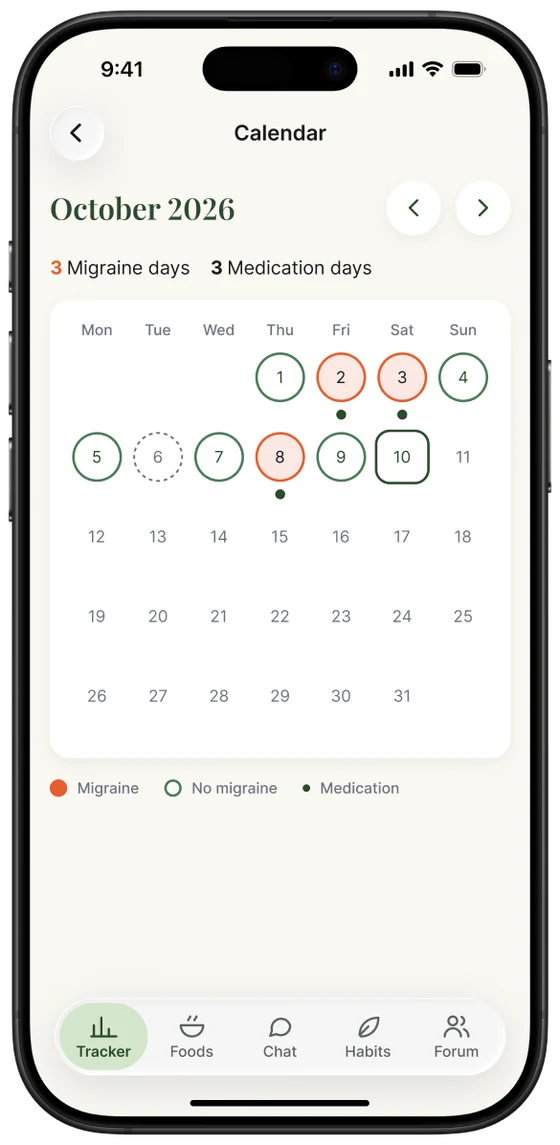 9:41
Calendar
October 2026
3 Migraine days 3 Medication days
Mon Tue Wed Thu Fri Sat Sun
1 2 3 4
5 6 7 8 9 10 11
12 13 14 15 16 17 18
19 20 21 22 23 24 25
26 27 28 29 30 31
Migraine No migraine Medication
Tracker Foods Chat Habits Forum